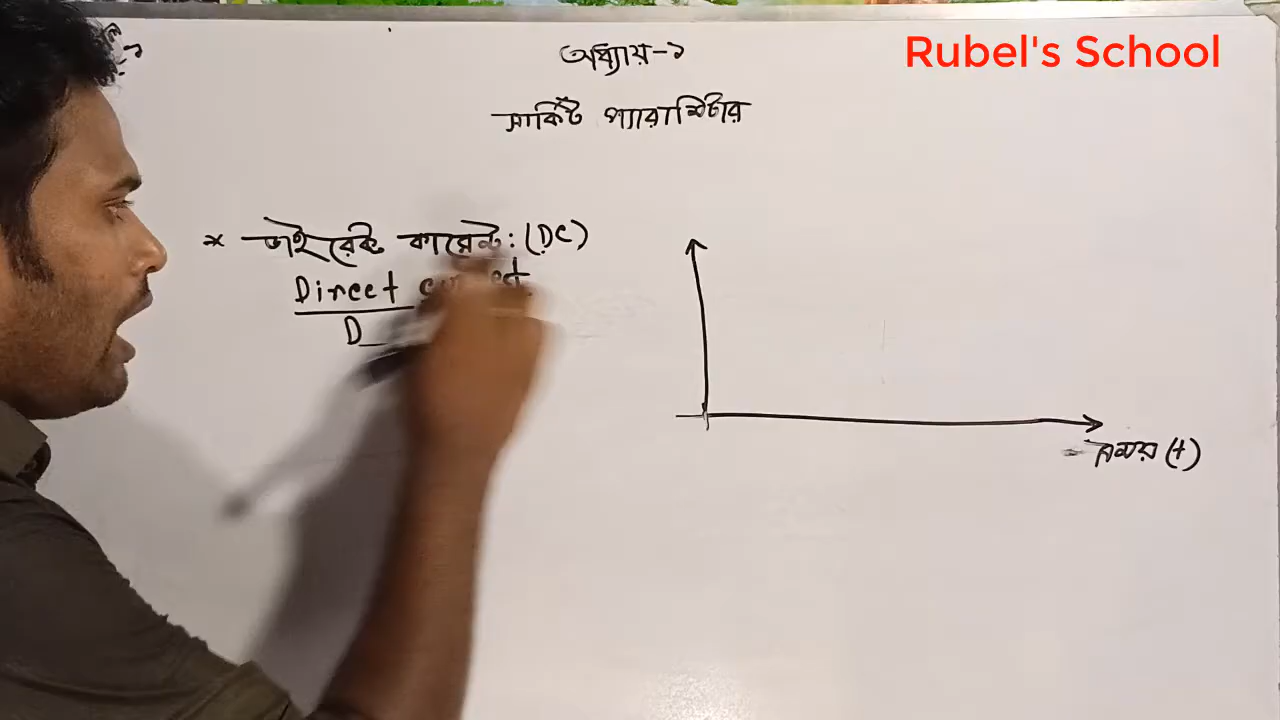 Rubel's School
অধ্যায়-১
সার্কিট প্যারামিটার
* ডাইরেক্ট কারেন্ট: (DC)
Direct
D
সময় (t)